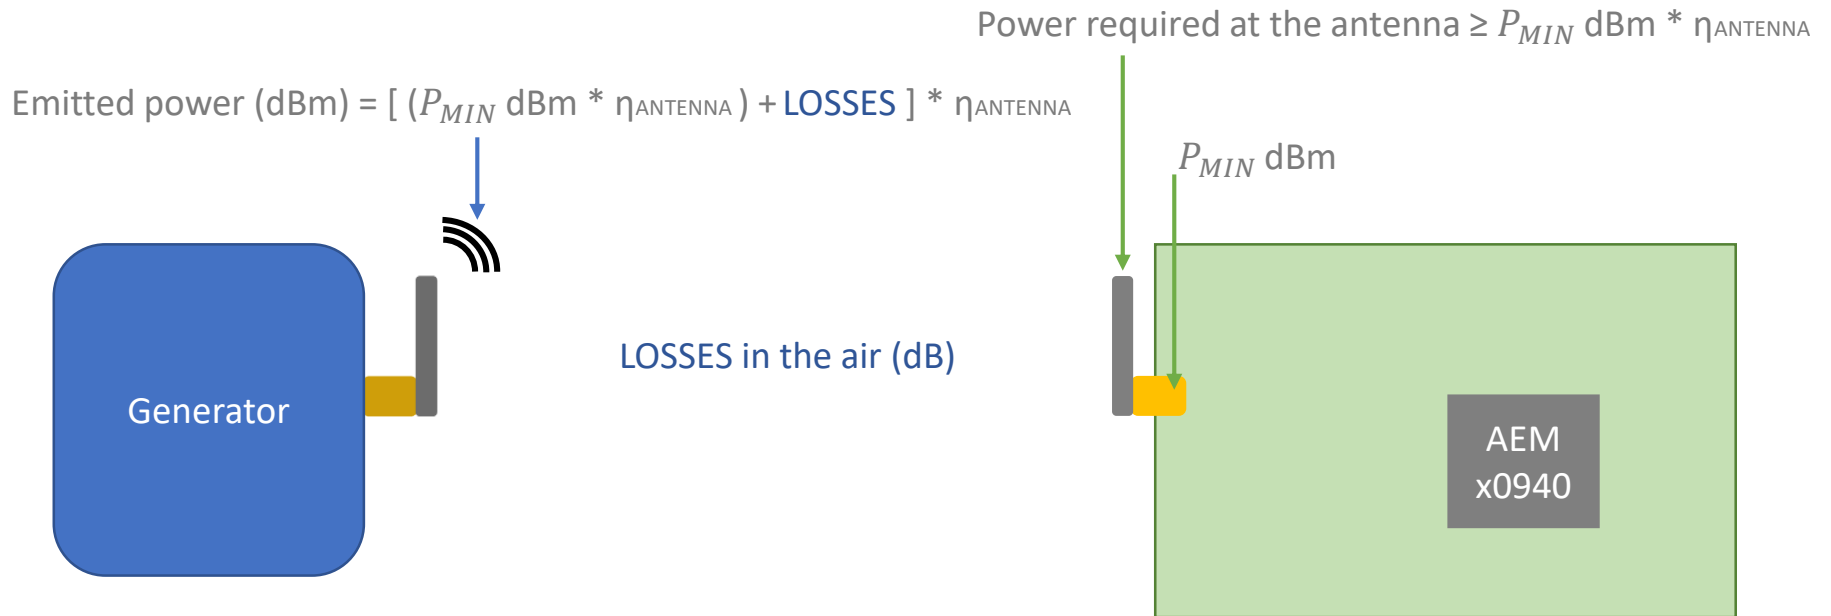 Power required at the antenna ≥ P_MIN dBm * ηANTENNA
Emitted power (dBm) = [ (P_MIN dBm * ηANTENNA ) + LOSSES ] * ηANTENNA
P_MIN dBm
LOSSES in the air (dB)
Generator
AEM
x0940